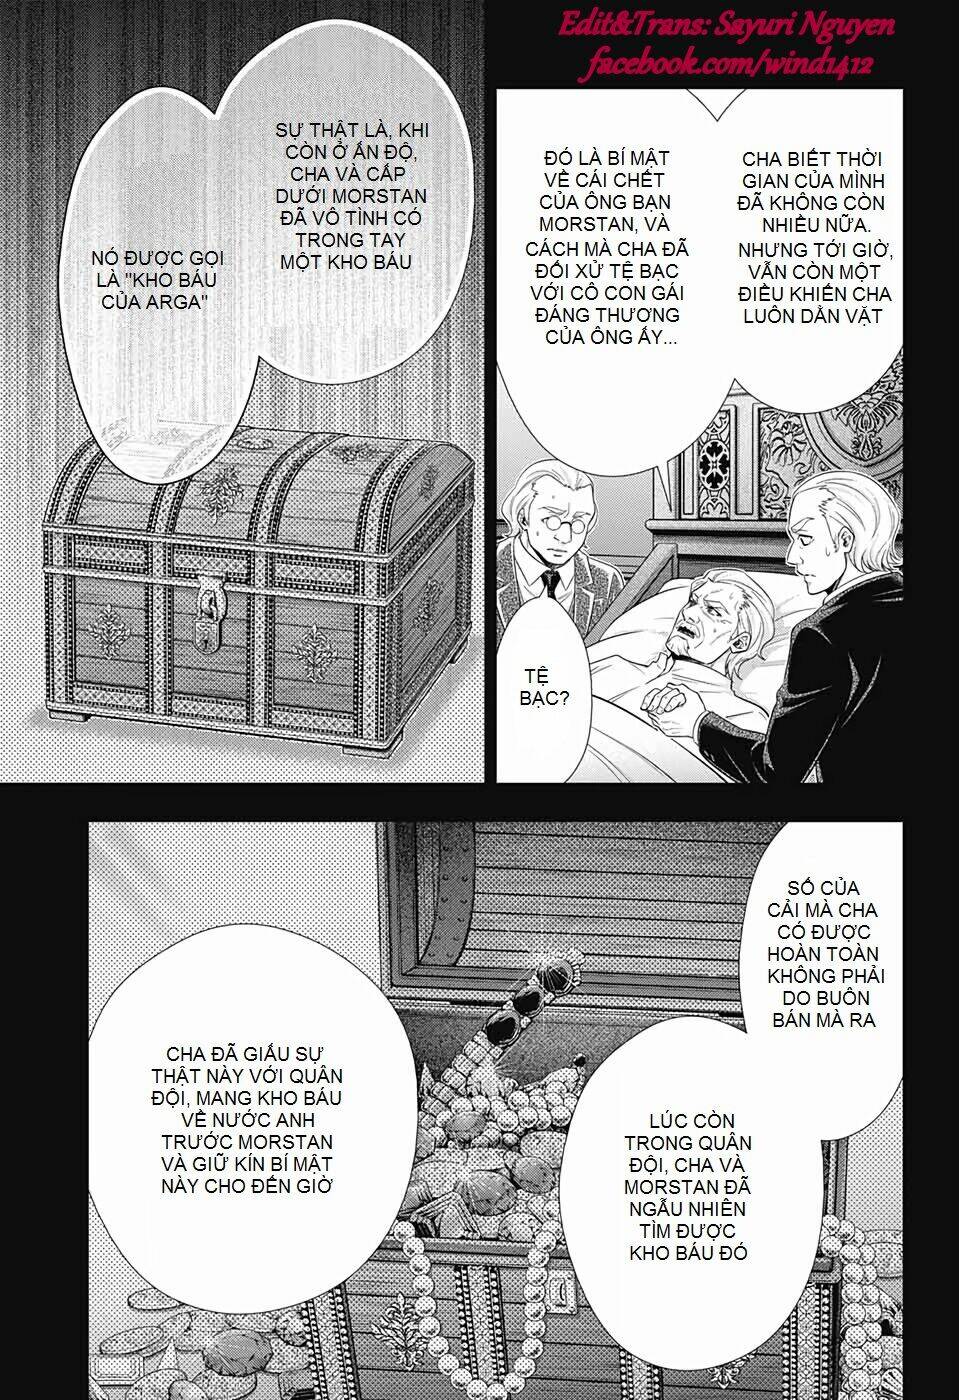 Edit&Trans: Sayuri Nguyen
facebook.com/wind1412
CHA BIẾT THỜI
GIAN CỦA MÌNH
ĐÃ KHÔNG CÒN
NHIỀU NỮA.
NHƯNG TỚI GIỜ,
VẪN CÒN MỘT
ĐIỀU KHIẾN CHA
LUÔN DẰN VẶT
ĐÓ LÀ BÍ MẬT
VỀ CÁI CHẾT
CỦA ÔNG BẠN
MORSTAN, VÀ
CÁCH MÀ CHA ĐÃ
ĐỐI XỬ TỆ BẠC
VỚI CÔ CON GÁI
ĐÁNG THƯƠNG
CỦA ÔNG ẤY...
TỆ
BẠC?
SỰ THẬT LÀ, KHI
CÒN Ở ẤN ĐỘ,
CHA VÀ CẤP
DƯỚI MORSTAN
ĐÃ VÔ TÌNH CÓ
TRONG TAY
MỘT KHO BÁU
NÓ ĐƯỢC GỌI
LÀ "KHO BÁU
CỦA ARGA"
SỐ CỦA
CẢI MÀ CHA
CÓ ĐƯỢC
HOÀN TOÀN
KHÔNG PHẢI
DO BUÔN
BÁN MÀ RA
LÚC CÒN
TRONG QUÂN
ĐỘI, CHA VÀ
MORSTAN ĐÃ
NGẪU NHIÊN
TÌM ĐƯỢC
KHO BÁU ĐÓ
CHA ĐÃ GIẤU SỰ
THẬT NÀY VỚI QUÂN
ĐỘI, MANG KHO BÁU
VỀ NƯỚC ANH
TRƯỚC MORSTAN
VÀ GIỮ KÍN BÍ MẬT
NÀY CHO ĐẾN GIỜ